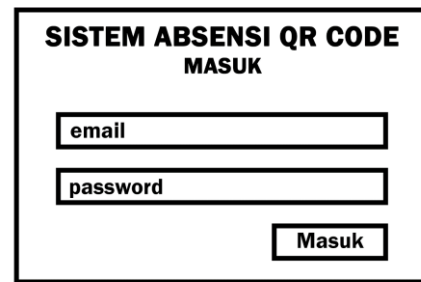 SISTEM ABSENSI QR CODE
MASUK
email
password
Masuk